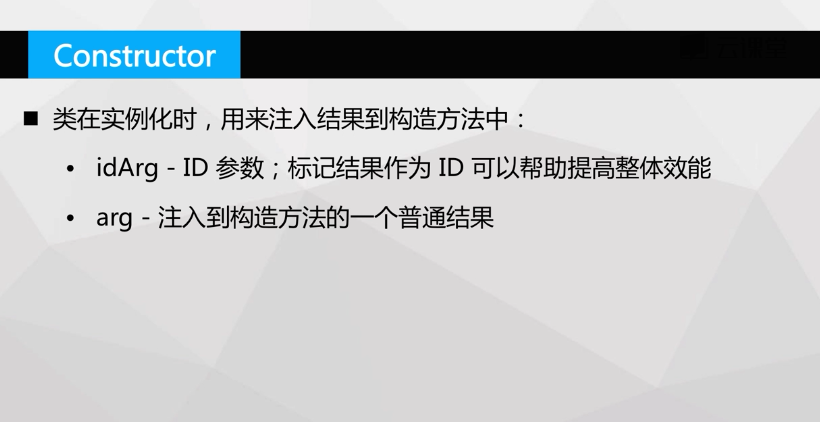 Constructor
■ 类在实例化时，用来注入结果到构造方法中：
• idArg - ID 参数；标记结果作为 ID 可以帮助提高整体效能
• arg - 注入到构造方法的一个普通结果